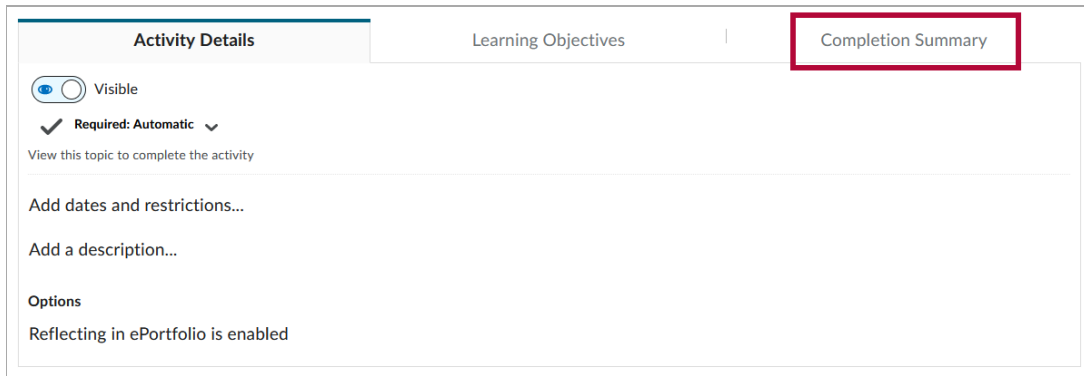 Activity Details
Learning Objectives
Completion Summary
Visible
Required: Automatic
View this topic to complete the activity
Add dates and restrictions...
Add a description...
Options
Reflecting in ePortfolio is enabled